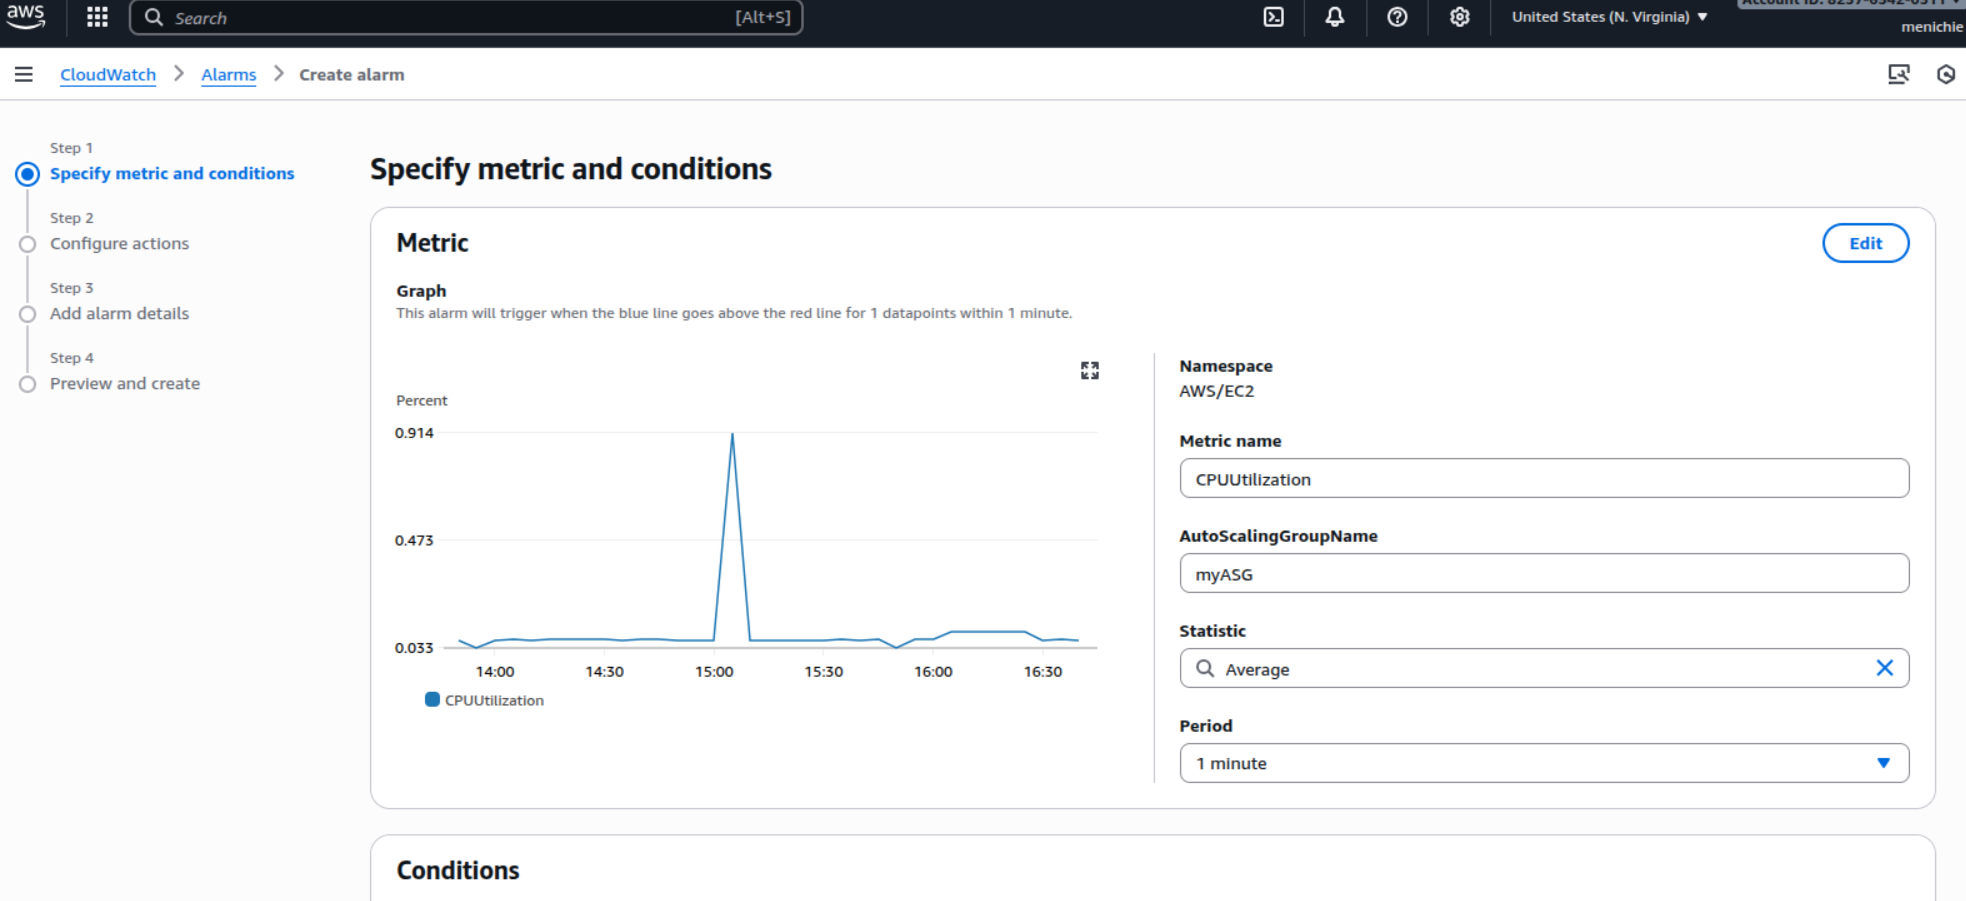 aws
Search
[Alt+S]
United States (N. Virginia)
menichie
CloudWatch
Alarms
Create alarm
Step 1
Specify metric and conditions
Step 2
Configure actions
Step 3
Add alarm details
Step 4
Preview and create
Specify metric and conditions
Metric
Edit
Graph
This alarm will trigger when the blue line goes above the red line for 1 datapoints within 1 minute.
Percent
0.914
0.473
0.033
14:00
14:30
15:00
15:30
16:00
16:30
CPUUtilization
Namespace
AWS/EC2
Metric name
CPUUtilization
AutoScalingGroupName
myASG
Statistic
Average
Period
1 minute
Conditions